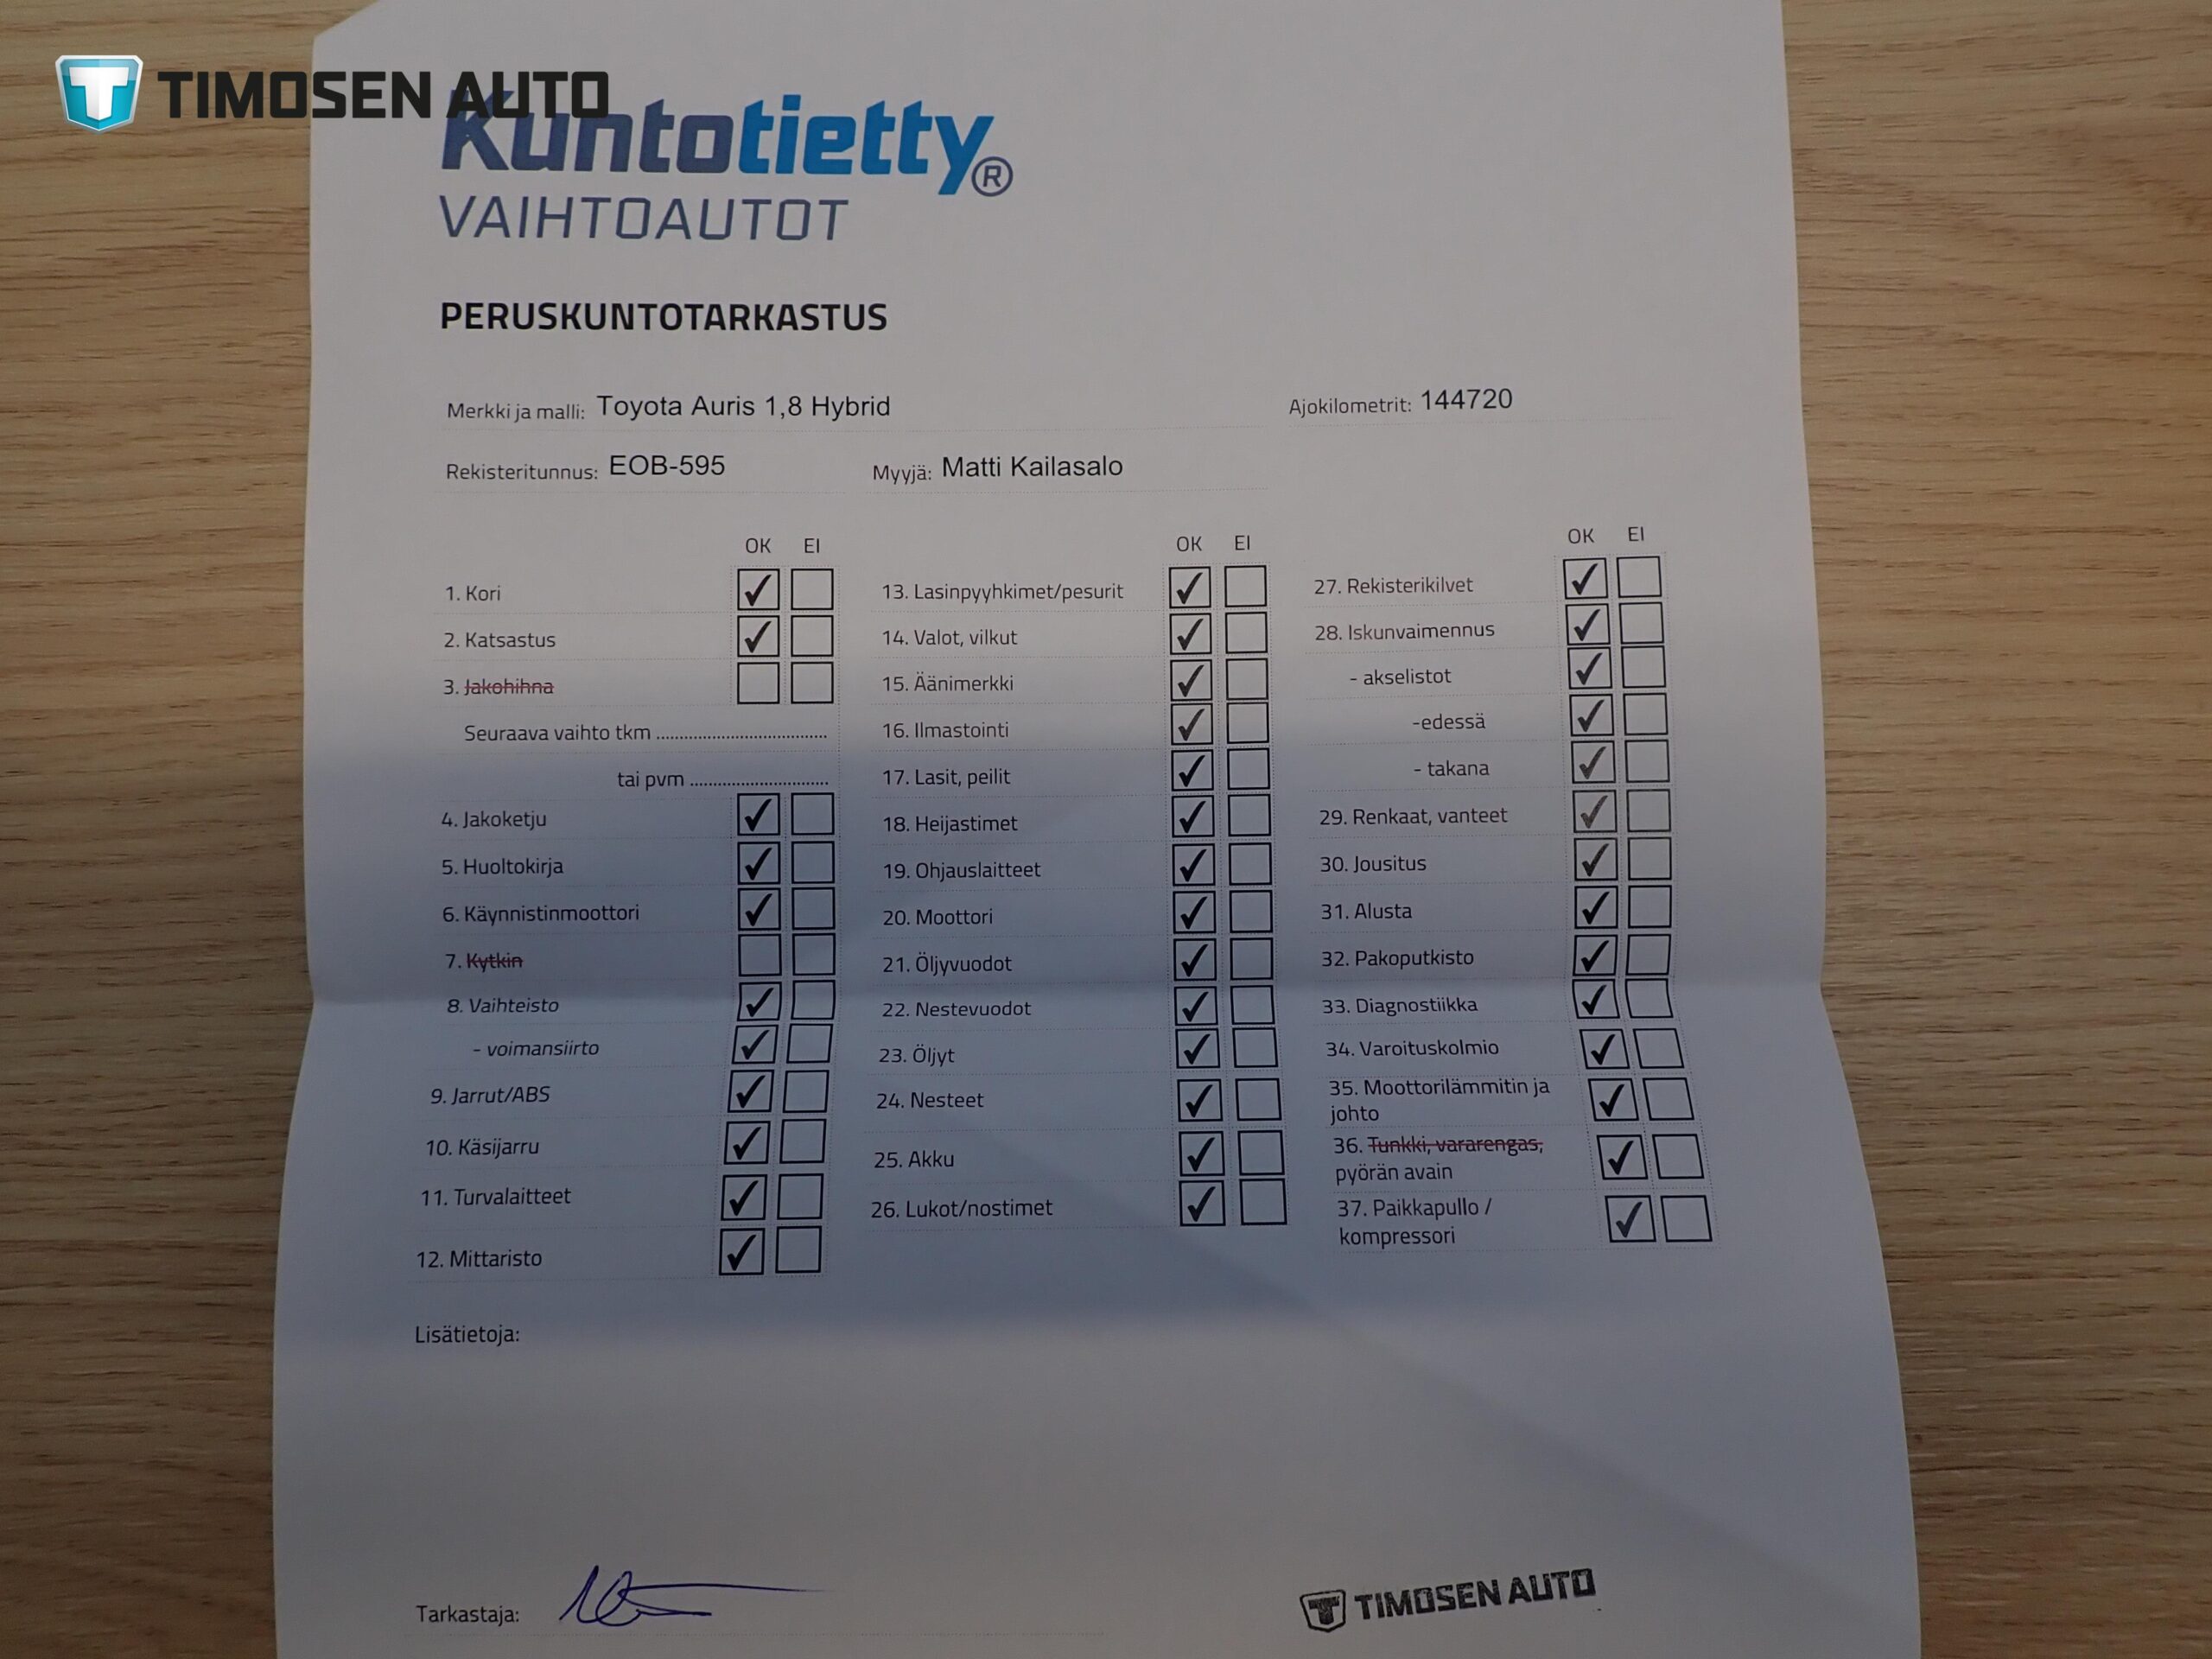 TIMOSEN AUTO
Kuntotietty®
VAIHTOAUTOT
PERUSKUNTOTARKASTUS
Merkki ja malli: Toyota Auris 1,8 Hybrid
Ajokilometrit: 144720
Rekisteritunnus: EOB-595
Myyjä: Matti Kailasalo
OK EI
1. Kori ✓
2. Katsastus ✓
3. Jakohihna
Seuraava vaihto tkm ....................................
tai pvm .............................
4. Jakoketju ✓
5. Huoltokirja ✓
6. Käynnistinmoottori ✓
7. Kytkin
8. Vaihteisto ✓
- voimansiirto ✓
9. Jarrut/ABS ✓
10. Käsijarru ✓
11. Turvalaitteet ✓
12. Mittaristo ✓
OK EI
13. Lasinpyyhkimet/pesurit ✓
14. Valot, vilkut ✓
15. Äänimerkki ✓
16. Ilmastointi ✓
17. Lasit, peilit ✓
18. Heijastimet ✓
19. Ohjauslaitteet ✓
20. Moottori ✓
21. Öljyvuodot ✓
22. Nestevuodot ✓
23. Öljyt ✓
24. Nesteet ✓
25. Akku ✓
26. Lukot/nostimet ✓
OK EI
27. Rekisterikilvet ✓
28. Iskunvaimennus ✓
- akselistot ✓
-edessä ✓
- takana ✓
29. Renkaat, vanteet ✓
30. Jousitus ✓
31. Alusta ✓
32. Pakoputkisto ✓
33. Diagnostiikka ✓
34. Varoituskolmio ✓
35. Moottorilämmitin ja
johto ✓
36. Tunkki, vararengas,
pyörän avain ✓
37. Paikkapullo /
kompressori ✓
Lisätietoja:
Tarkastaja:
TIMOSEN AUTO